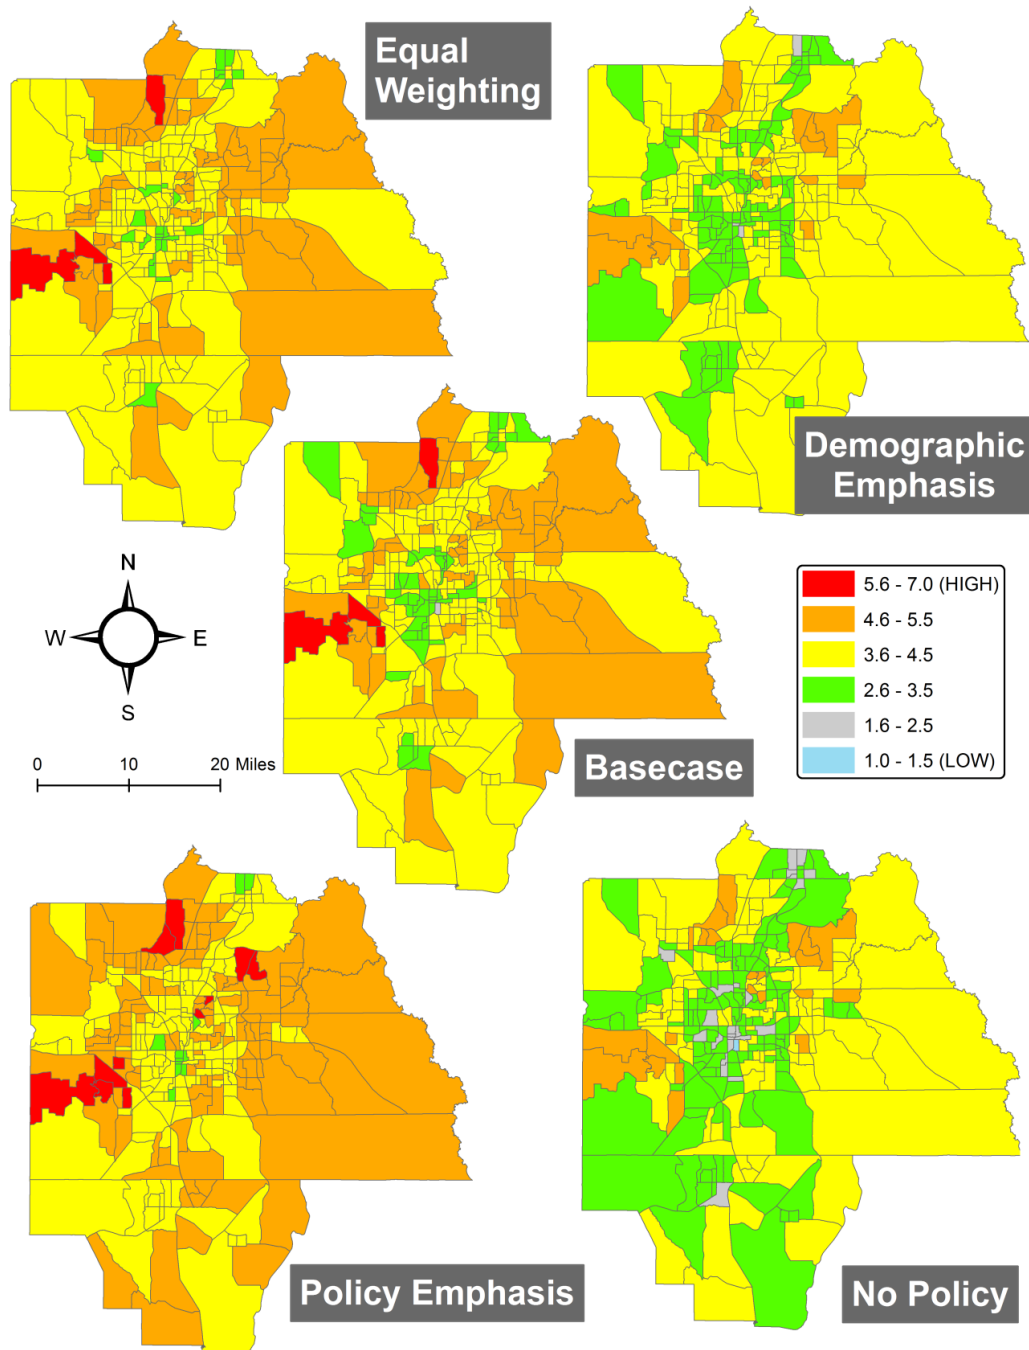 Equal
Weighting
Demographic
Emphasis
N
W
E
S
0 10 20 Miles
Basecase
5.6 - 7.0 (HIGH)
4.6 - 5.5
3.6 - 4.5
2.6 - 3.5
1.6 - 2.5
1.0 - 1.5 (LOW)
Policy Emphasis
No Policy